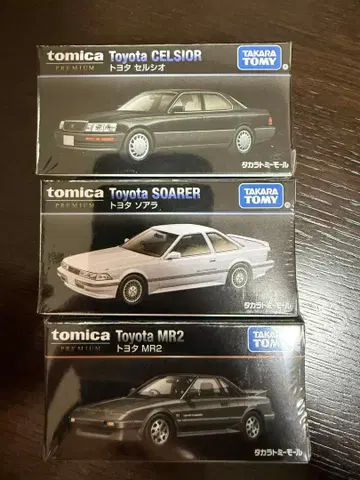 tomica Toyota CELSIOR TAKARA
PREMIUM トヨタ セルシオ TOMY
タカラトミーモール
tomica Toyota SOARER TAKARA
PREMIUM トヨタ ソアラ TOMY
タカラトミーモール
tomica Toyota MR2 TAKARA
PREMIUM トヨタ MR2 TOMY
タカラトミーモール